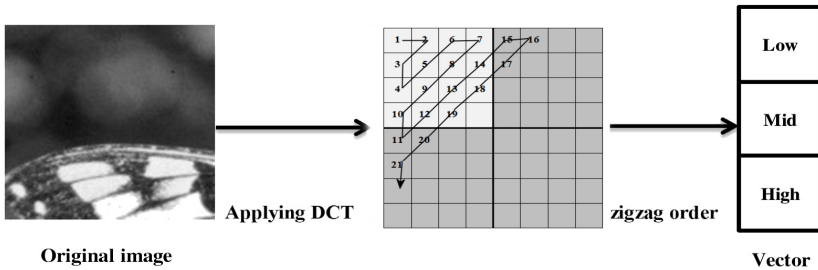 1 2 6 7 15 16
3 5 8 14 17
4 9 13 18
10 12 19
11 20
21
Low
Mid
High
Applying DCT
zigzag order
Original image
Vector